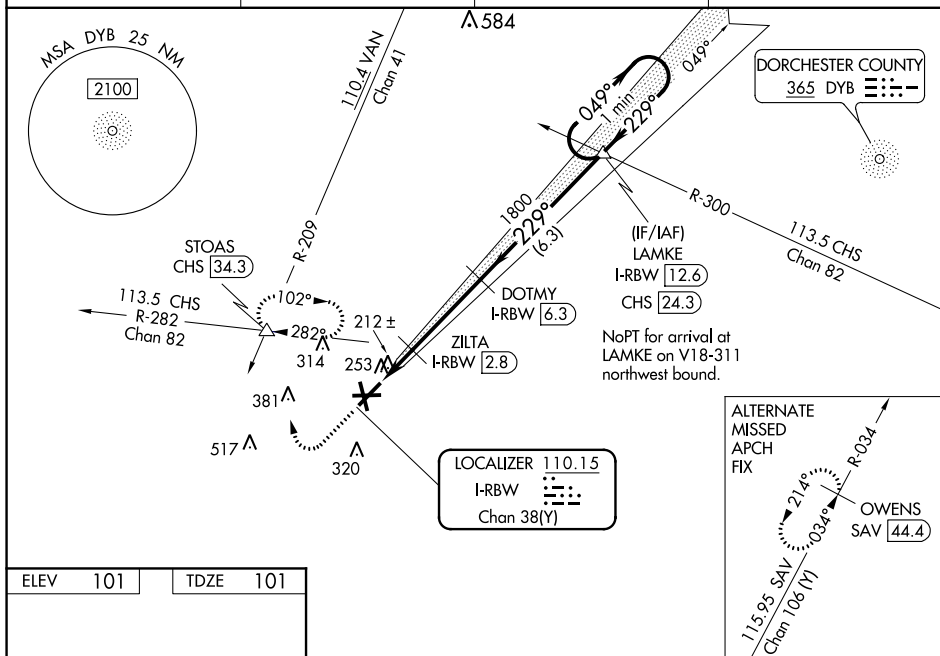 584
MSA DYB 25 NM
2100
110.4 VAN
Chan 41
R-209
049°
1 min
229°
049°
DORCHESTER COUNTY
365 DYB
R-300
113.5 CHS
Chan 82
1800
229°
(6.3)
(IF/IAF)
LAMKE
I-RBW 12.6
CHS 24.3
NoPT for arrival at
LAMKE on V18-311
northwest bound.
STOAS
CHS 34.3
113.5 CHS
R-282
Chan 82
102°
282°
DOTMY
I-RBW 6.3
ZILTA
I-RBW 2.8
212 ±
314
253
381
517
320
LOCALIZER 110.15
I-RBW
Chan 38(Y)
ALTERNATE
MISSED
APCH
FIX
R-034
214°
034°
OWENS
SAV 44.4
115.95 SAV
Chan 106 (Y)
ELEV 101
TDZE 101